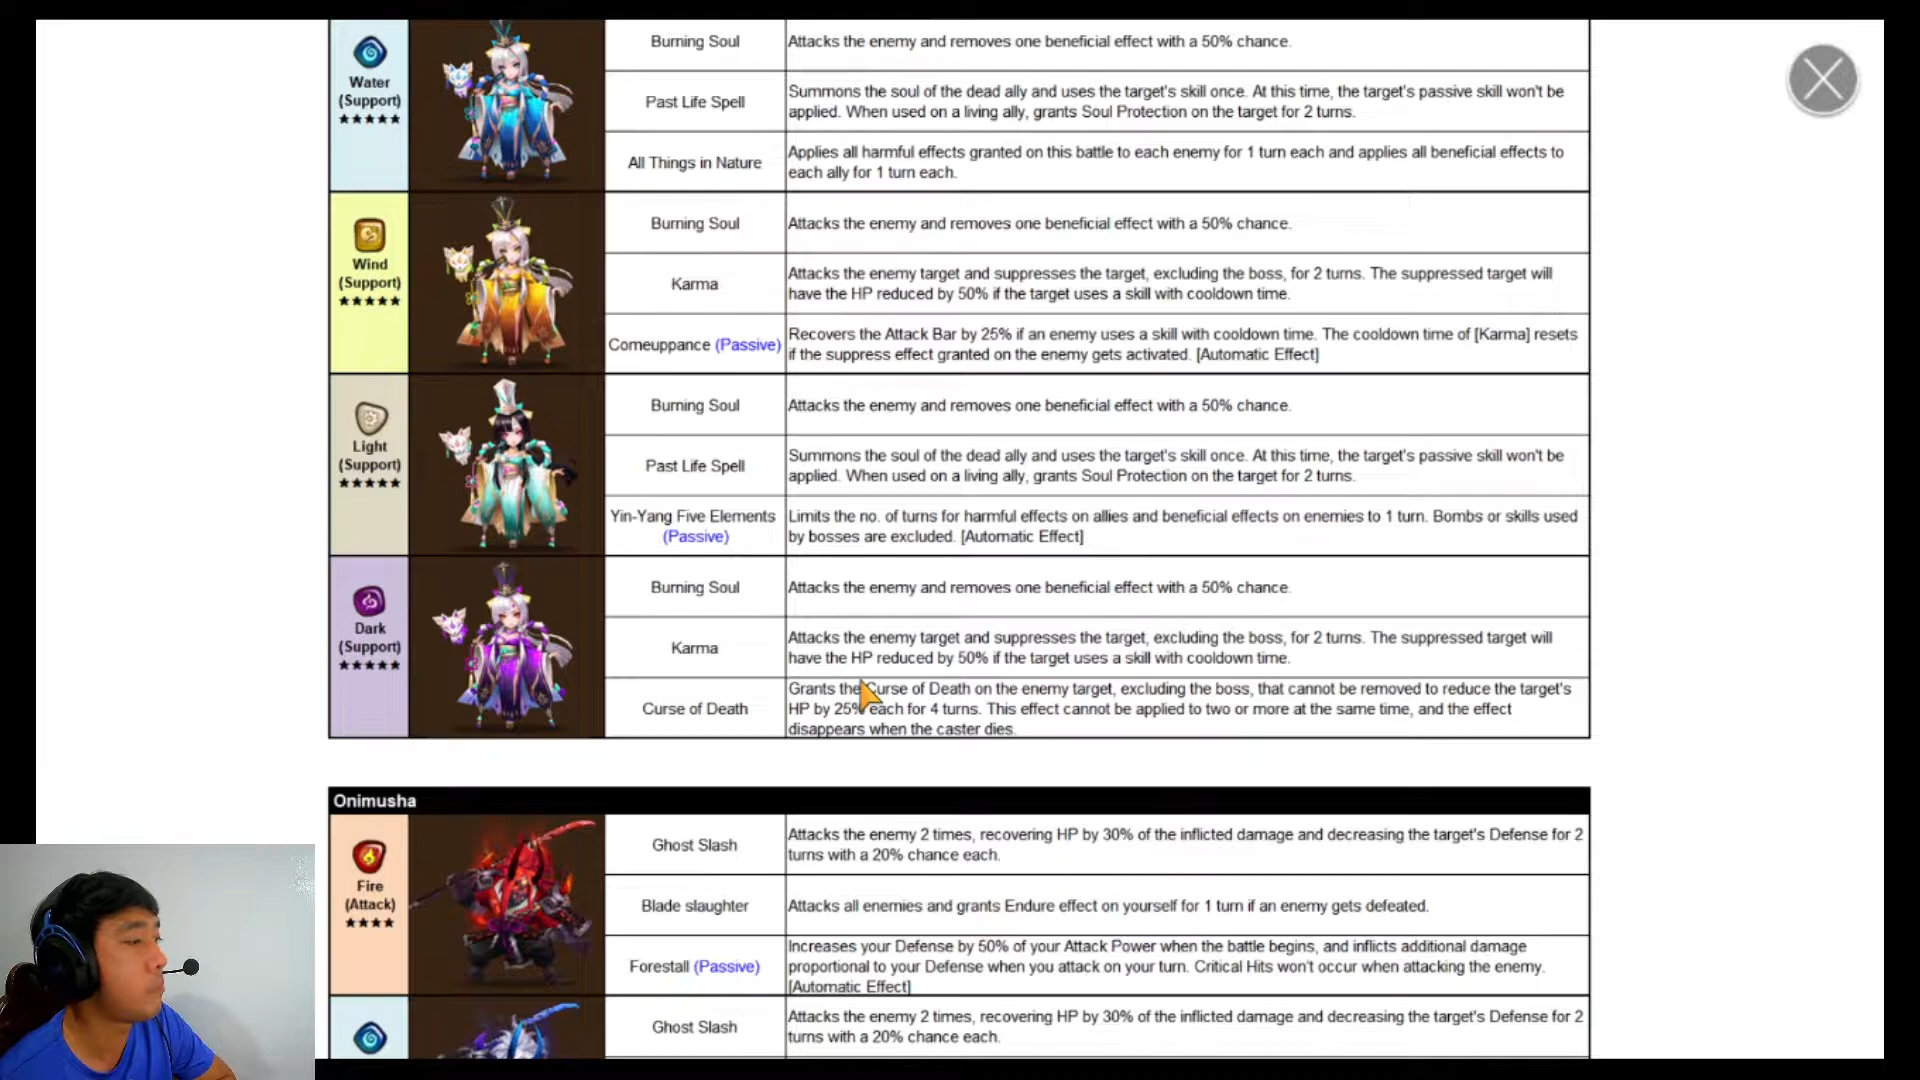 Water
(Support)
★★★★★
Burning Soul
Attacks the enemy and removes one beneficial effect with a 50% chance.
Past Life Spell
Summons the soul of the dead ally and uses the target's skill once. At this time, the target's passive skill won't be
applied. When used on a living ally, grants Soul Protection on the target for 2 turns.
All Things in Nature
Applies all harmful effects granted on this battle to each enemy for 1 turn each and applies all beneficial effects to
each ally for 1 turn each.
Wind
(Support)
★★★★★
Burning Soul
Attacks the enemy and removes one beneficial effect with a 50% chance.
Karma
Attacks the enemy target and suppresses the target, excluding the boss, for 2 turns. The suppressed target will
have the HP reduced by 50% if the target uses a skill with cooldown time.
Comeuppance (Passive)
Recovers the Attack Bar by 25% if an enemy uses a skill with cooldown time. The cooldown time of [Karma] resets
if the suppress effect granted on the enemy gets activated. [Automatic Effect]
Light
(Support)
★★★★★
Burning Soul
Attacks the enemy and removes one beneficial effect with a 50% chance.
Past Life Spell
Summons the soul of the dead ally and uses the target's skill once. At this time, the target's passive skill won't be
applied. When used on a living ally, grants Soul Protection on the target for 2 turns.
Yin-Yang Five Elements
(Passive)
Limits the no. of turns for harmful effects on allies and beneficial effects on enemies to 1 turn. Bombs or skills used
by bosses are excluded. [Automatic Effect]
Dark
(Support)
★★★★★
Burning Soul
Attacks the enemy and removes one beneficial effect with a 50% chance.
Karma
Attacks the enemy target and suppresses the target, excluding the boss, for 2 turns. The suppressed target will
have the HP reduced by 50% if the target uses a skill with cooldown time.
Curse of Death
Grants the Curse of Death on the enemy target, excluding the boss, that cannot be removed to reduce the target's
HP by 25% each for 4 turns. This effect cannot be applied to two or more at the same time, and the effect
disappears when the caster dies.
Onimusha
Fire
(Attack)
★★★★
Ghost Slash
Attacks the enemy 2 times, recovering HP by 30% of the inflicted damage and decreasing the target's Defense for 2
turns with a 20% chance each.
Blade slaughter
Attacks all enemies and grants Endure effect on yourself for 1 turn if an enemy gets defeated.
Forestall (Passive)
Increases your Defense by 50% of your Attack Power when the battle begins, and inflicts additional damage
proportional to your Defense when you attack on your turn. Critical Hits won't occur when attacking the enemy.
[Automatic Effect]
Ghost Slash
Attacks the enemy 2 times, recovering HP by 30% of the inflicted damage and decreasing the target's Defense for 2
turns with a 20% chance each.